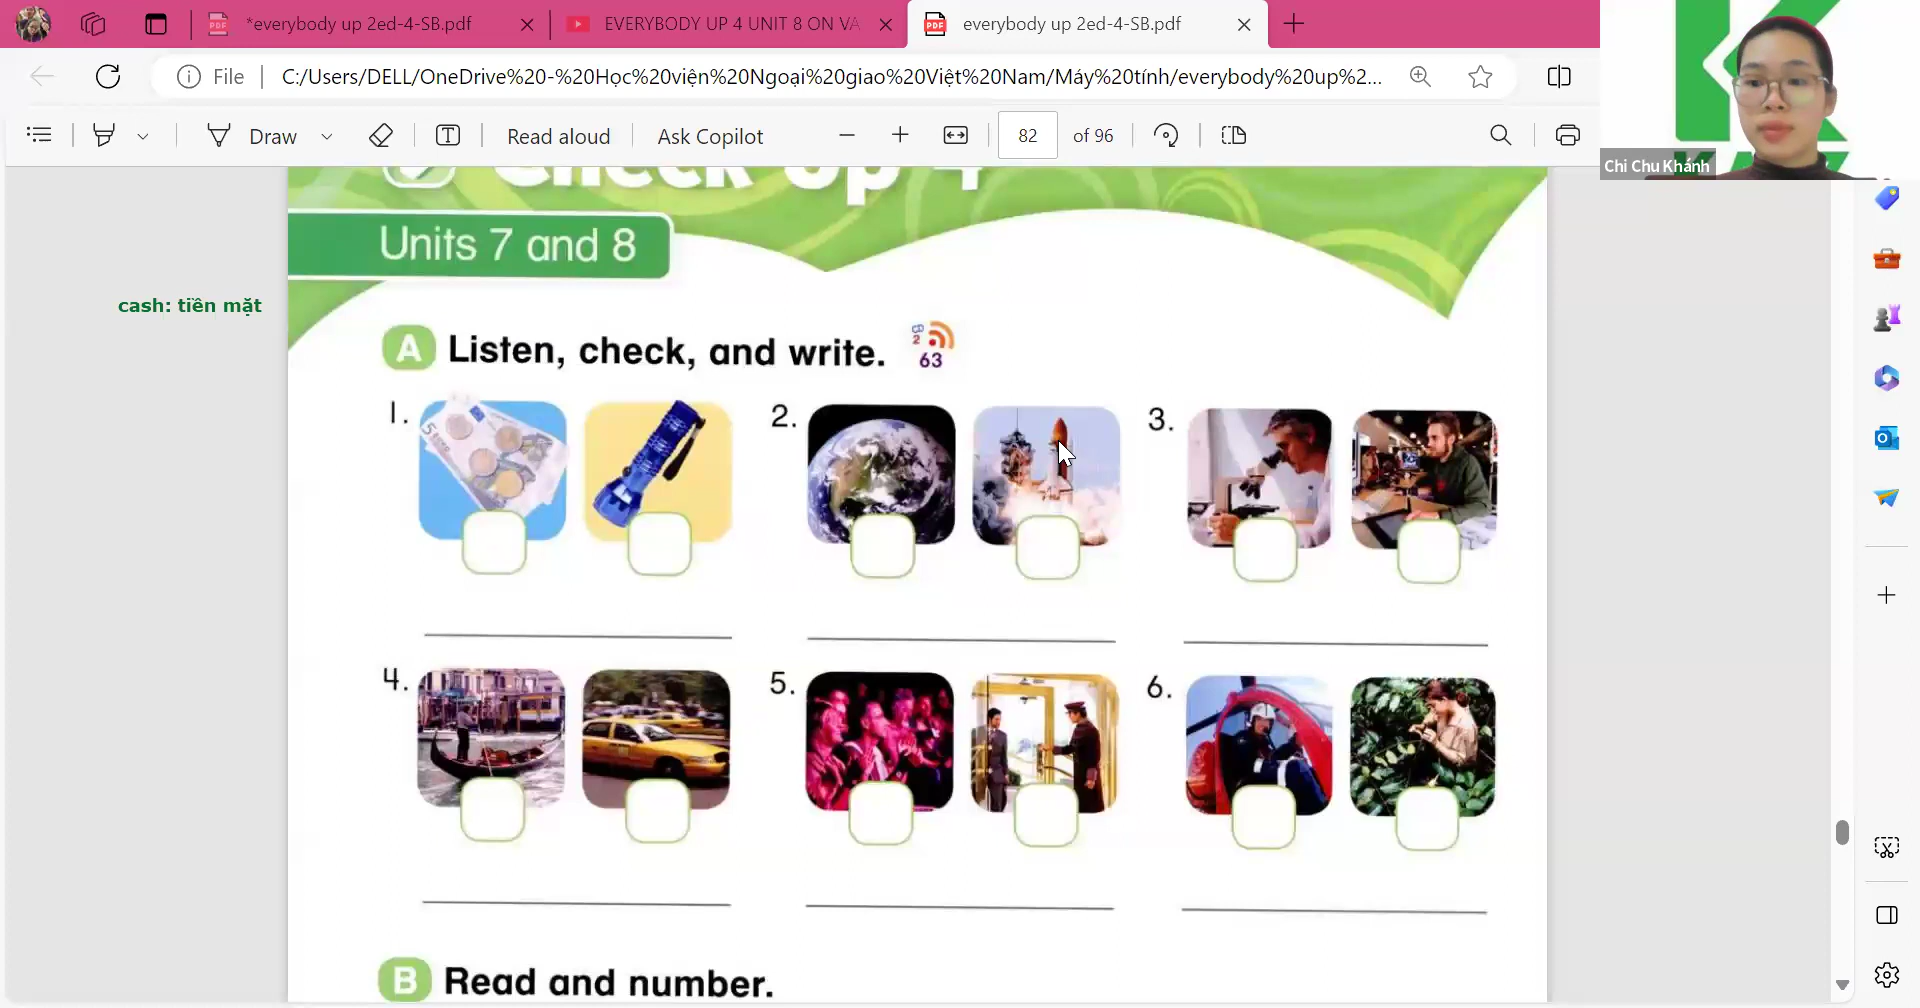 *everybody up 2ed-4-SB.pdf
EVERYBODY UP 4 UNIT 8 ON VA
everybody up 2ed-4-SB.pdf
File
C:/Users/DELL/OneDrive%20-%20Học%20viện%20Ngoại%20giao%20Việt%20Nam/Máy%20tính/everybody%20up%2...
Draw
Read aloud
Ask Copilot
82
of 96
Chi Chu Khánh
Check Up 4
Units 7 and 8
cash: tiền mặt
A Listen, check, and write.
63
1.
2.
3.
4.
5.
6.
B Read and number.